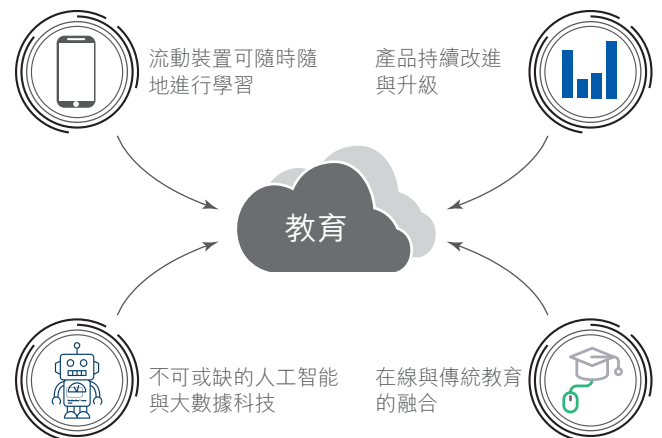 流動裝置可隨時隨
地進行學習
產品持續改進
與升級
教育
不可或缺的人工智能
與大數據科技
在線與傳統教育
的融合